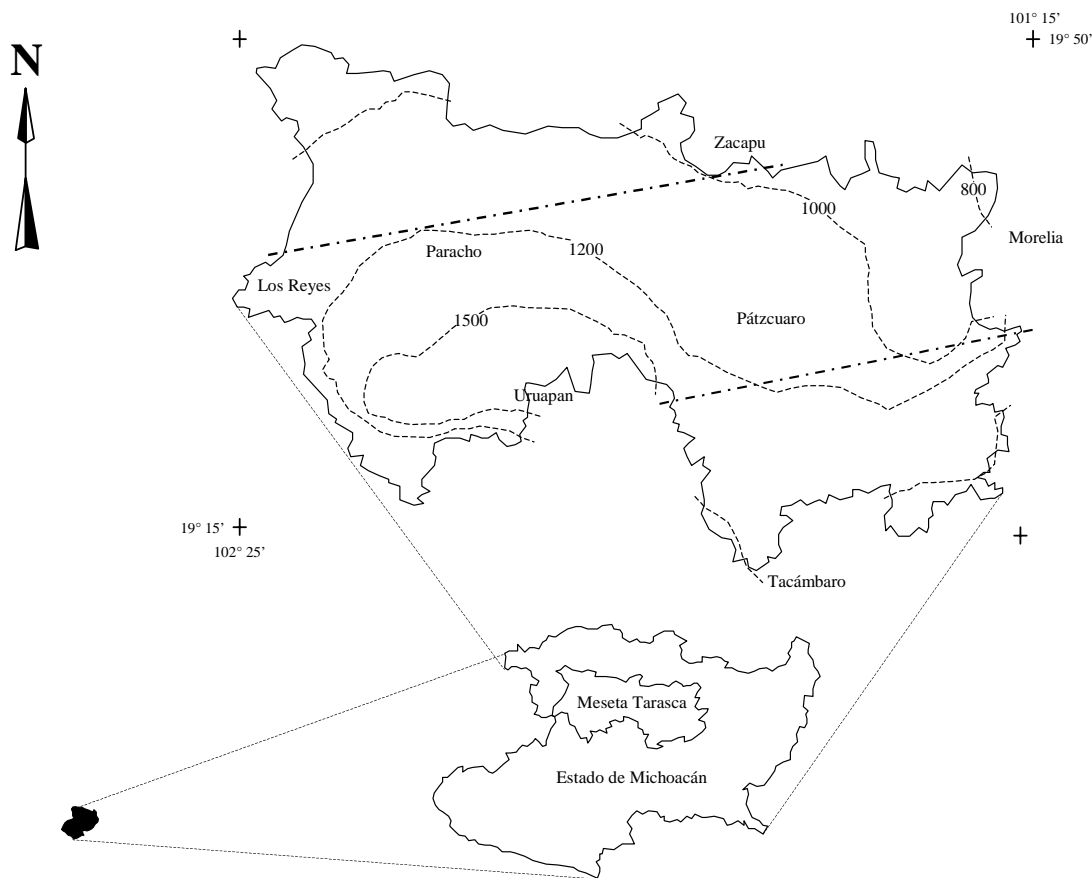 101° 15’
19° 50’
N
Zacapu
800
1000
Morelia
Paracho
1200
Los Reyes
1500
Pátzcuaro
Uruapan
19° 15’
102° 25’
Tacámbaro
Meseta Tarasca
Estado de Michoacán